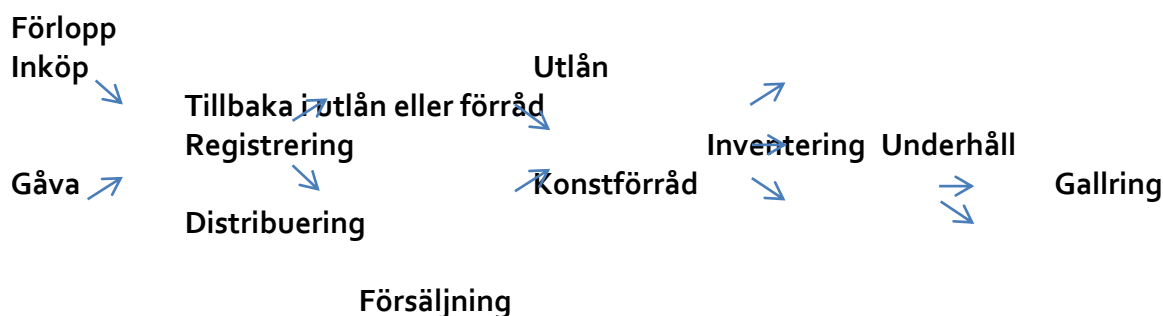 Förlopp
Inköp Utlån
Tillbaka i utlån eller förråd
Registrering Inventering Underhåll
Gåva Konstförråd Gallring
Distribuering
Försäljning